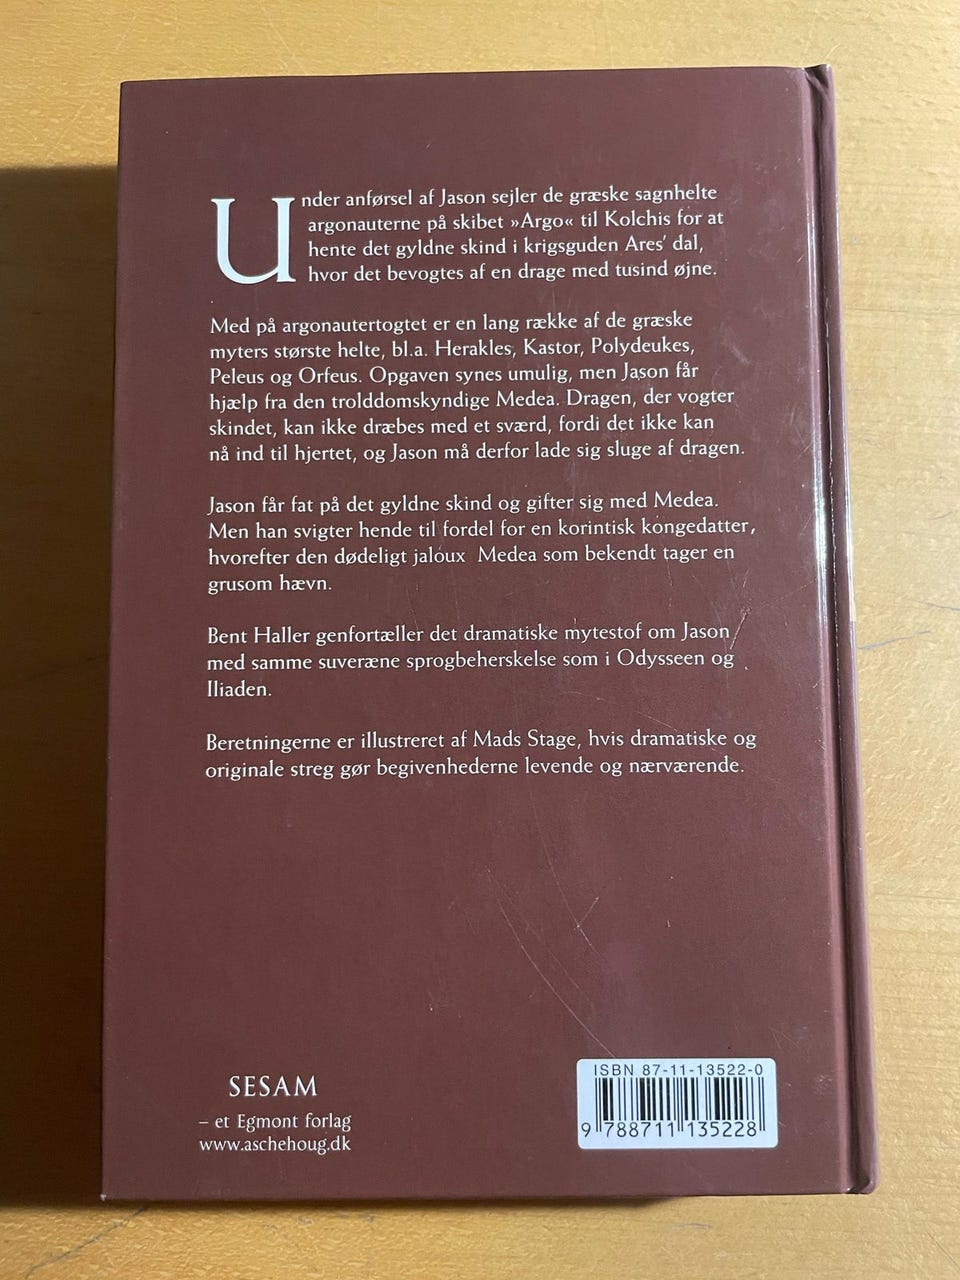 Under anførsel af Jason sejler de græske sagnhelte
argonauterne på skibet »Argo« til Kolchis for at
hente det gyldne skind i krigsguden Ares' dal,
hvor det bevogtes af en drage med tusind øjne.
Med på argonautertogtet er en lang række af de græske
myters største helte, bl.a. Herakles, Kastor, Polydeukes,
Peleus og Orfeus. Opgaven synes umulig, men Jason får
hjælp fra den trolddomskyndige Medea. Dragen, der vogter
skindet, kan ikke dræbes med et sværd, fordi det ikke kan
nå ind til hjertet, og Jason må derfor lade sig sluge af dragen.
Jason får fat på det gyldne skind og gifter sig med Medea.
Men han svigter hende til fordel for en korintisk kongedatter,
hvorefter den dødeligt jaloux Medea som bekendt tager en
grusom hævn.
Bent Haller genfortæller det dramatiske mytestof om Jason
med samme suveræne sprogbeherskelse som i Odysseen og
Iliaden.
Beretningerne er illustreret af Mads Stage, hvis dramatiske og
originale streg gør begivenhederne levende og nærværende.
SESAM
– et Egmont forlag
www.aschehoug.dk
ISBN 87-11-13522-0
9 788711 135228